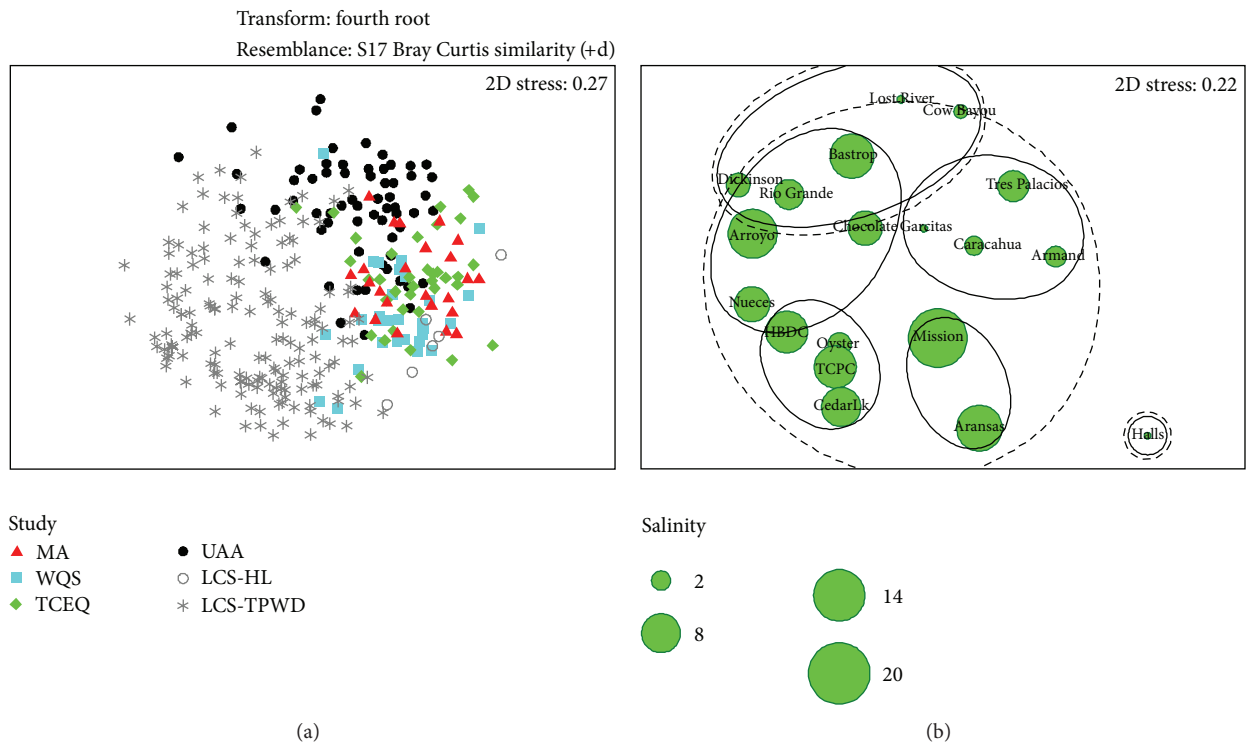 Transform: fourth root
Resemblance: S17 Bray Curtis similarity (+d)
2D stress: 0.27
2D stress: 0.22
Lost River
Cow Bayou
Bastrop
Dickinson
Rio Grande
Tres Palacios
Arroyo
Chocolate
Garcitas
Caracahua
Armand
Nueces
HBDC
Oyster
Mission
TCPC
CedarLk
Aransas
Halls
Study
MA
UAA
WQS
LCS-HL
TCEQ
LCS-TPWD
Salinity
2
14
8
20
(a)
(b)